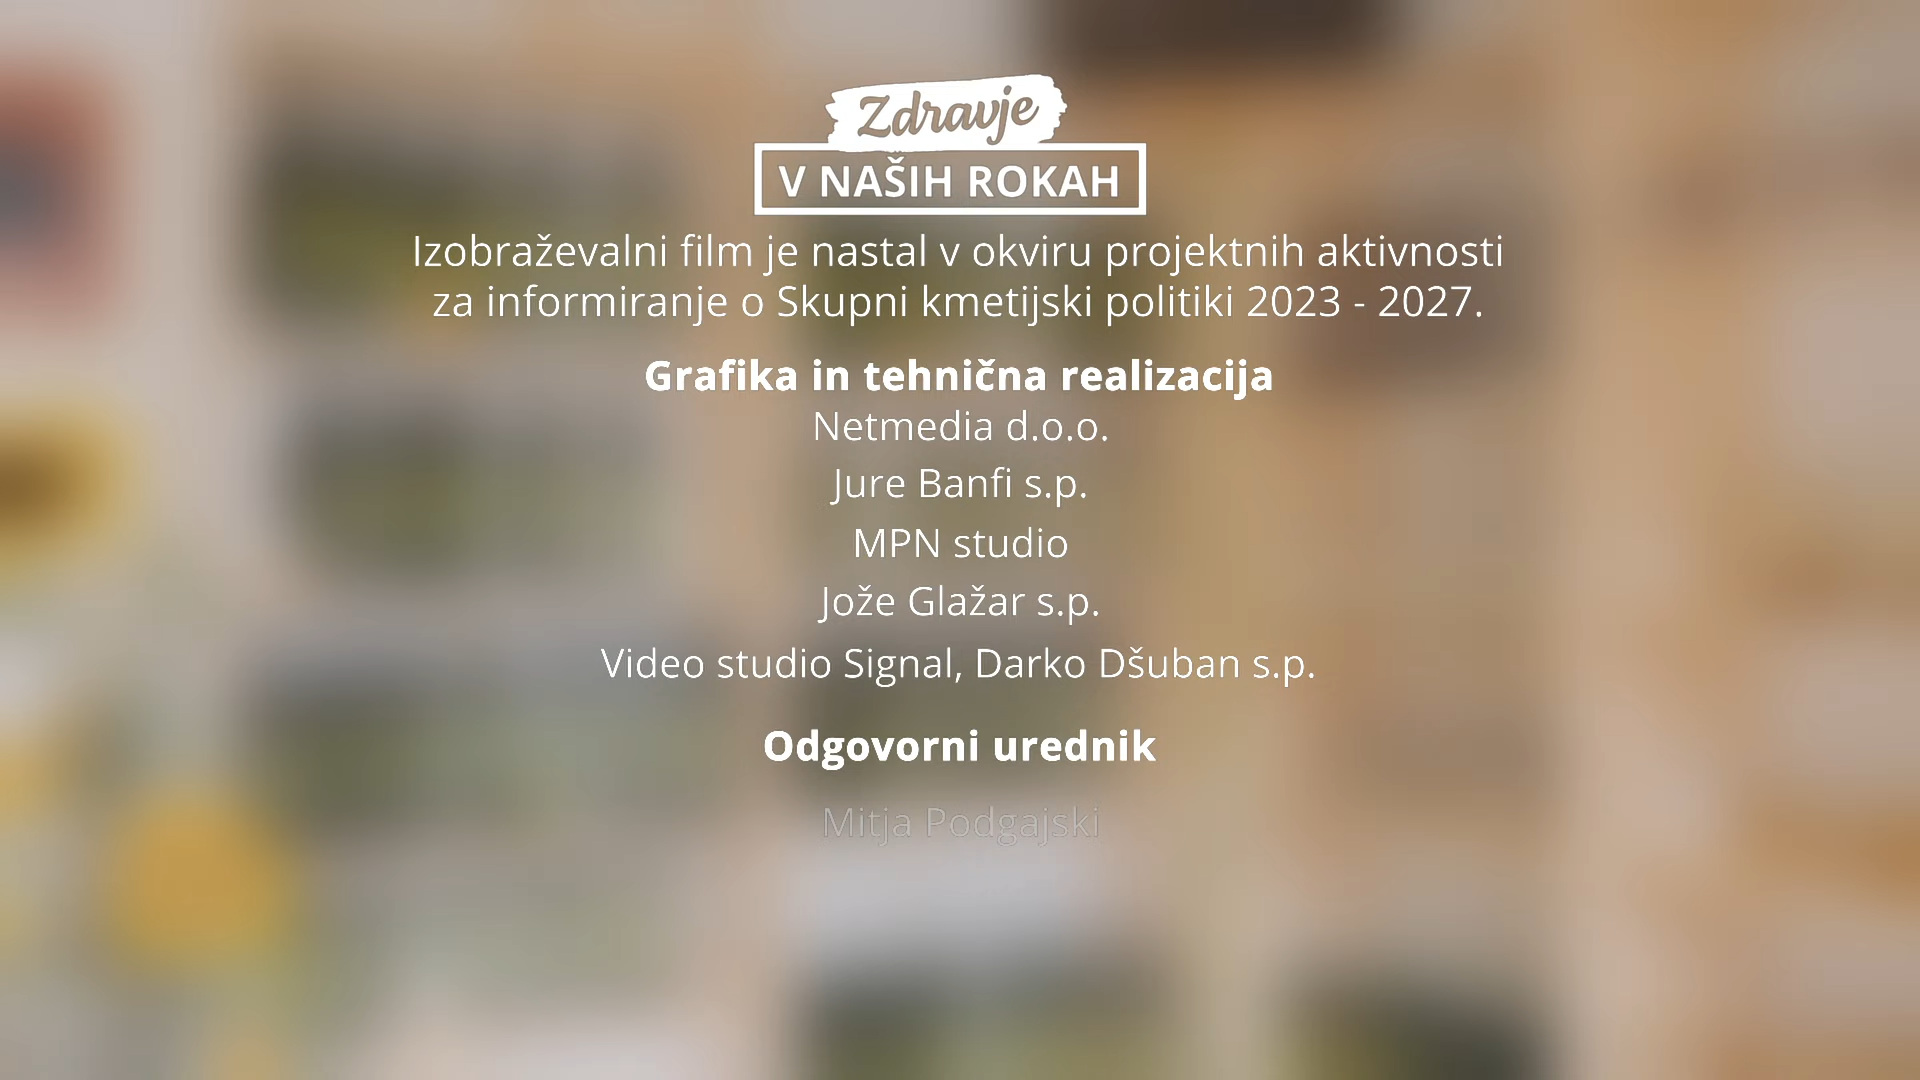 Zdravje
V NAŠIH ROKAH
Izobraževalni film je nastal v okviru projektnih aktivnosti
za informiranje o Skupni kmetijski politiki 2023 - 2027.
Grafika in tehnična realizacija
Netmedia d.o.o.
Jure Banfi s.p.
MPN studio
Jože Glažar s.p.
Video studio Signal, Darko Dšuban s.p.
Odgovorni urednik
Mitja Podgajski